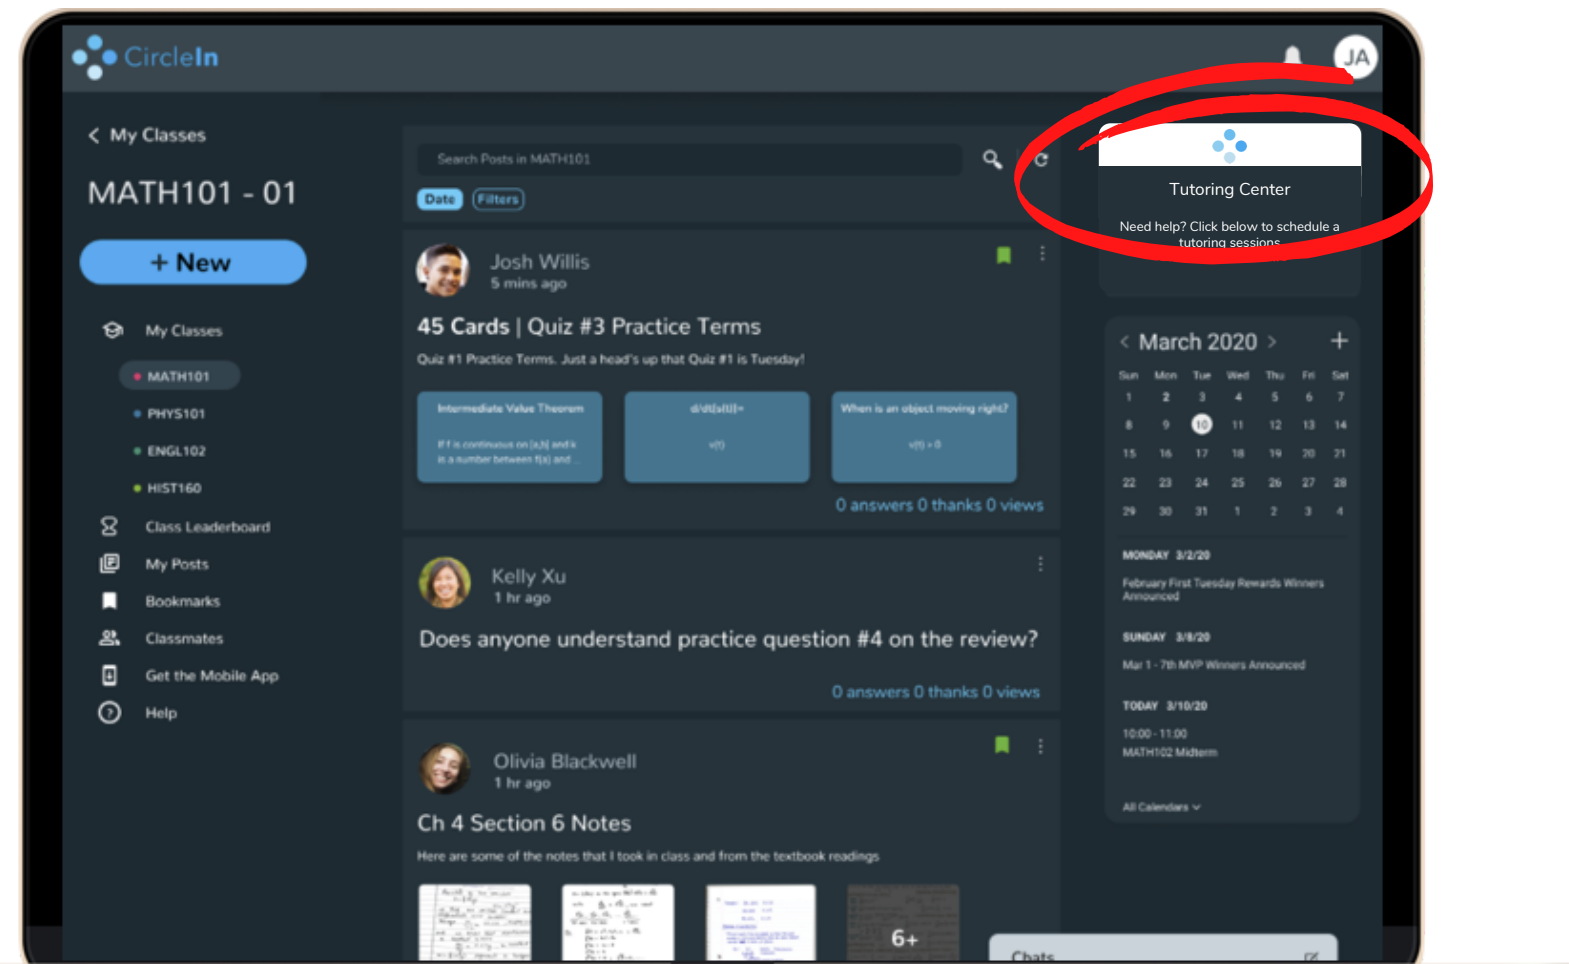 CircleIn
JA
My Classes
MATH101 - 01
+ New
My Classes
MATH101
PHYS101
ENGL102
HIST160
Class Leaderboard
My Posts
Bookmarks
Classmates
Get the Mobile App
Help
Search Posts in MATH101
Date Filters
Josh Willis
5 mins ago
45 Cards | Quiz #3 Practice Terms
Quiz #1 Practice Terms. Just a head's up that Quiz #1 is Tuesday!
Intermediate Value Theorem
If f is continuous on [a,b] and k
is a number between f(a) and ...
v(t)
When is an object moving right?
v(t) > 0
0 answers 0 thanks 0 views
Kelly Xu
1 hr ago
Does anyone understand practice question #4 on the review?
0 answers 0 thanks 0 views
Olivia Blackwell
1 hr ago
Ch 4 Section 6 Notes
Here are some of the notes that I took in class and from the textbook readings
6+
Tutoring Center
Need help? Click below to schedule a
tutoring sessions
< March 2020 > +
Sun Mon Tue Wed Thu Fri Sat
1 2 3 4 5 6 7
8 9 10 11 12 13 14
15 16 17 18 19 20 21
22 23 24 25 26 27 28
29 30 31 1 2 3 4
MONDAY 3/2/20
February First Tuesday Rewards Winners
Announced
SUNDAY 3/8/20
Mar 1 - 7th MVP Winners Announced
TODAY 3/10/20
10:00 - 11:00
MATH102 Midterm
All Calendars
Chats